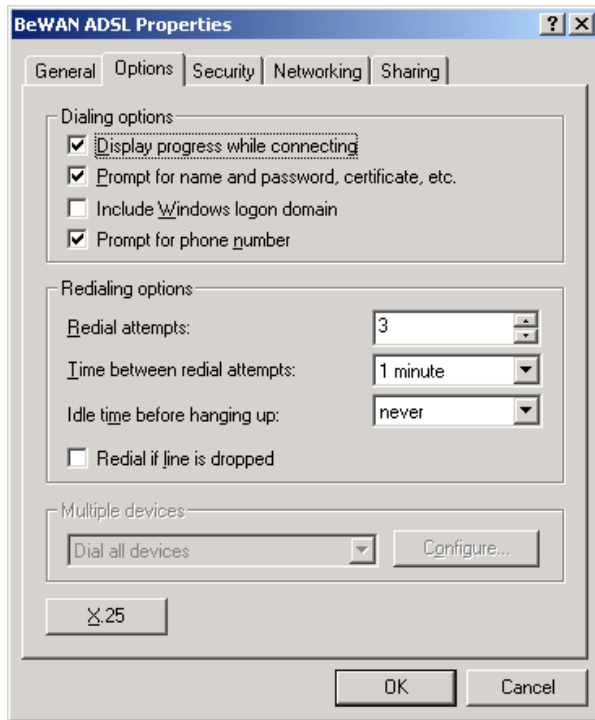 BeWAN ADSL Properties
General Options Security Networking Sharing
Dialing options
Display progress while connecting
Prompt for name and password, certificate, etc.
Include Windows logon domain
Prompt for phone number
Redialing options
Redial attempts: 3
Time between redial attempts: 1 minute
Idle time before hanging up: never
Redial if line is dropped
Multiple devices
Dial all devices Configure...
X.25
OK Cancel